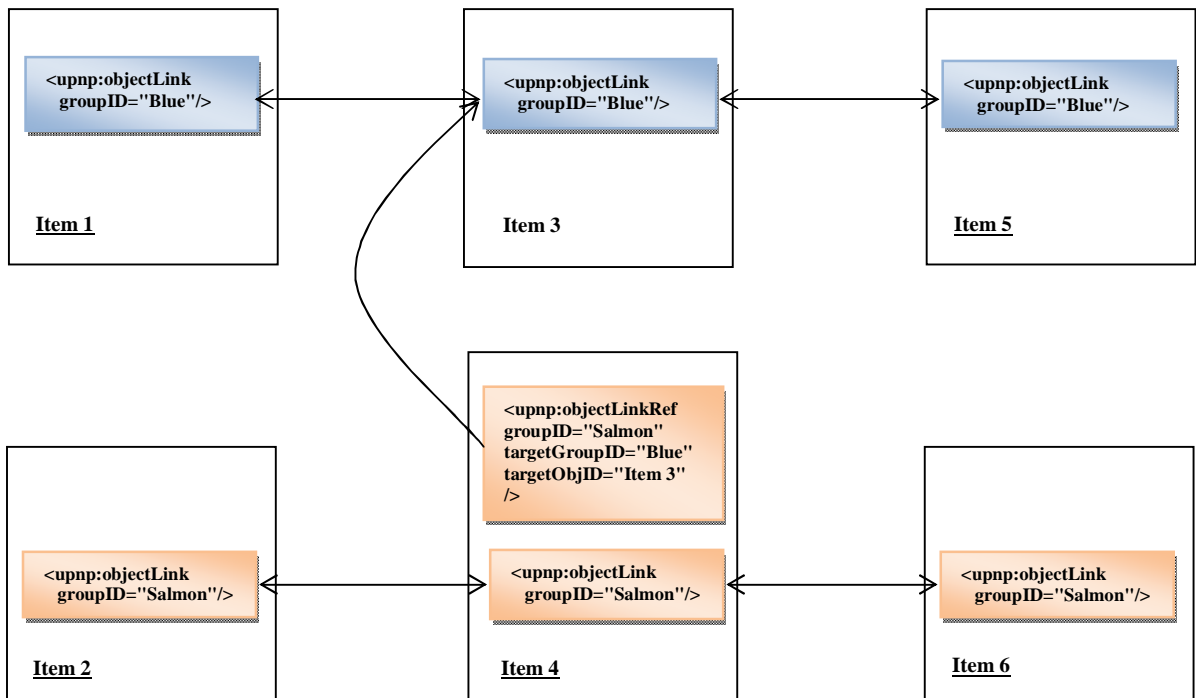 <upnp:objectLink
groupID="Blue"/>
Item 1
<upnp:objectLink
groupID="Blue"/>
Item 3
<upnp:objectLink
groupID="Blue"/>
Item 5
<upnp:objectLink
groupID="Salmon"/>
Item 2
<upnp:objectLinkRef
groupID="Salmon"
targetGroupID="Blue"
targetObjID="Item 3"
/>
<upnp:objectLink
groupID="Salmon"/>
Item 4
<upnp:objectLink
groupID="Salmon"/>
Item 6